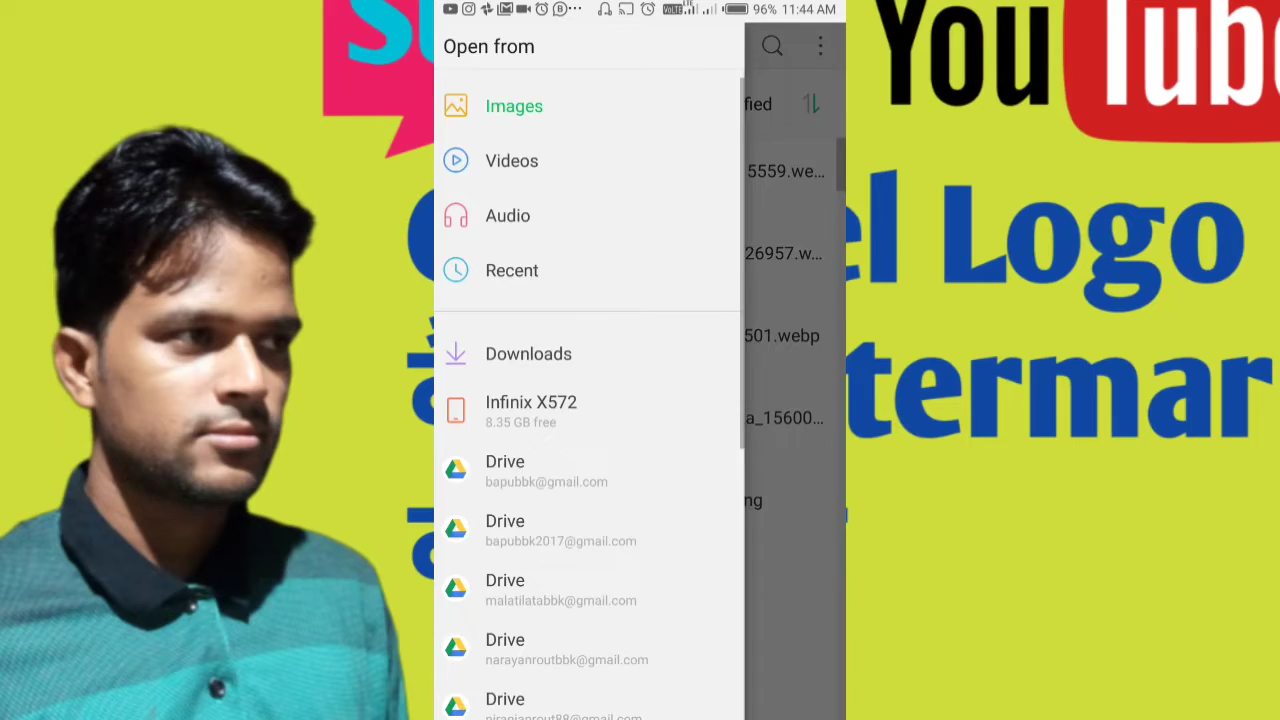 96% 11:44 AM
Open from
Images
Videos
Audio
Recent
Downloads
Infinix X572
8.35 GB free
Drive
bapubbk@gmail.com
Drive
bapubbk2017@gmail.com
Drive
malatilatabbk@gmail.com
Drive
narayanroutbbk@gmail.com
Drive
fied
5559.we...
26957.w...
501.webp
a_15600...
ng
YouTube
el Logo
termar